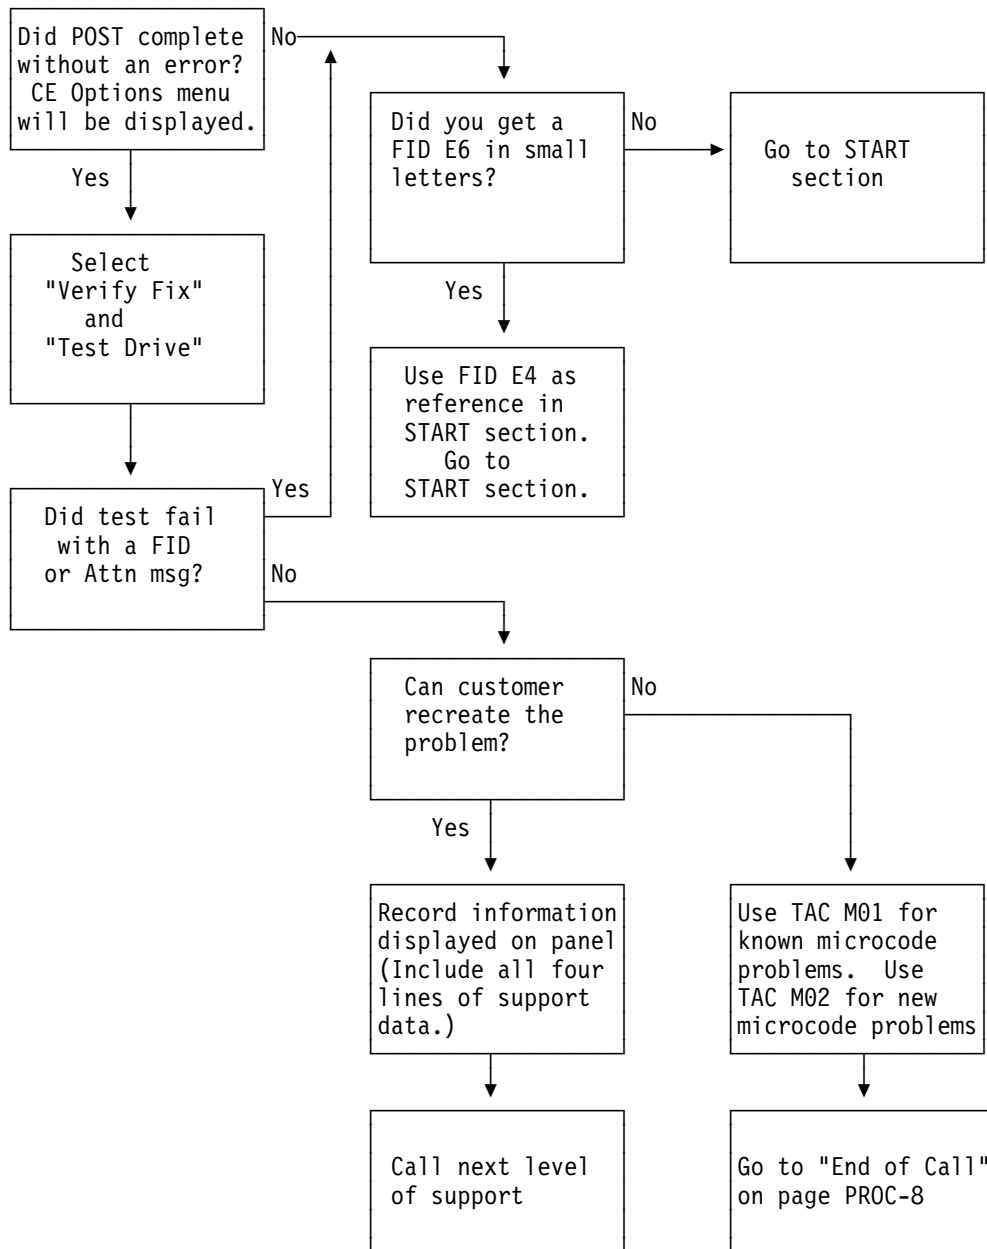 Did POST complete
without an error?
CE Options menu
will be displayed.
No
Yes
Did you get a
FID E6 in small
letters?
No
Go to START
section
Yes
Select
"Verify Fix"
and
"Test Drive"
Use FID E4 as
reference in
START section.
Go to
START section.
Did test fail
with a FID
or Attn msg?
Yes
No
Can customer
recreate the
problem?
No
Yes
Record information
displayed on panel
(Include all four
lines of support
data.)
Use TAC M01 for
known microcode
problems.  Use
TAC M02 for new
microcode problems
Call next level
of support
Go to "End of Call"
on page PROC-8